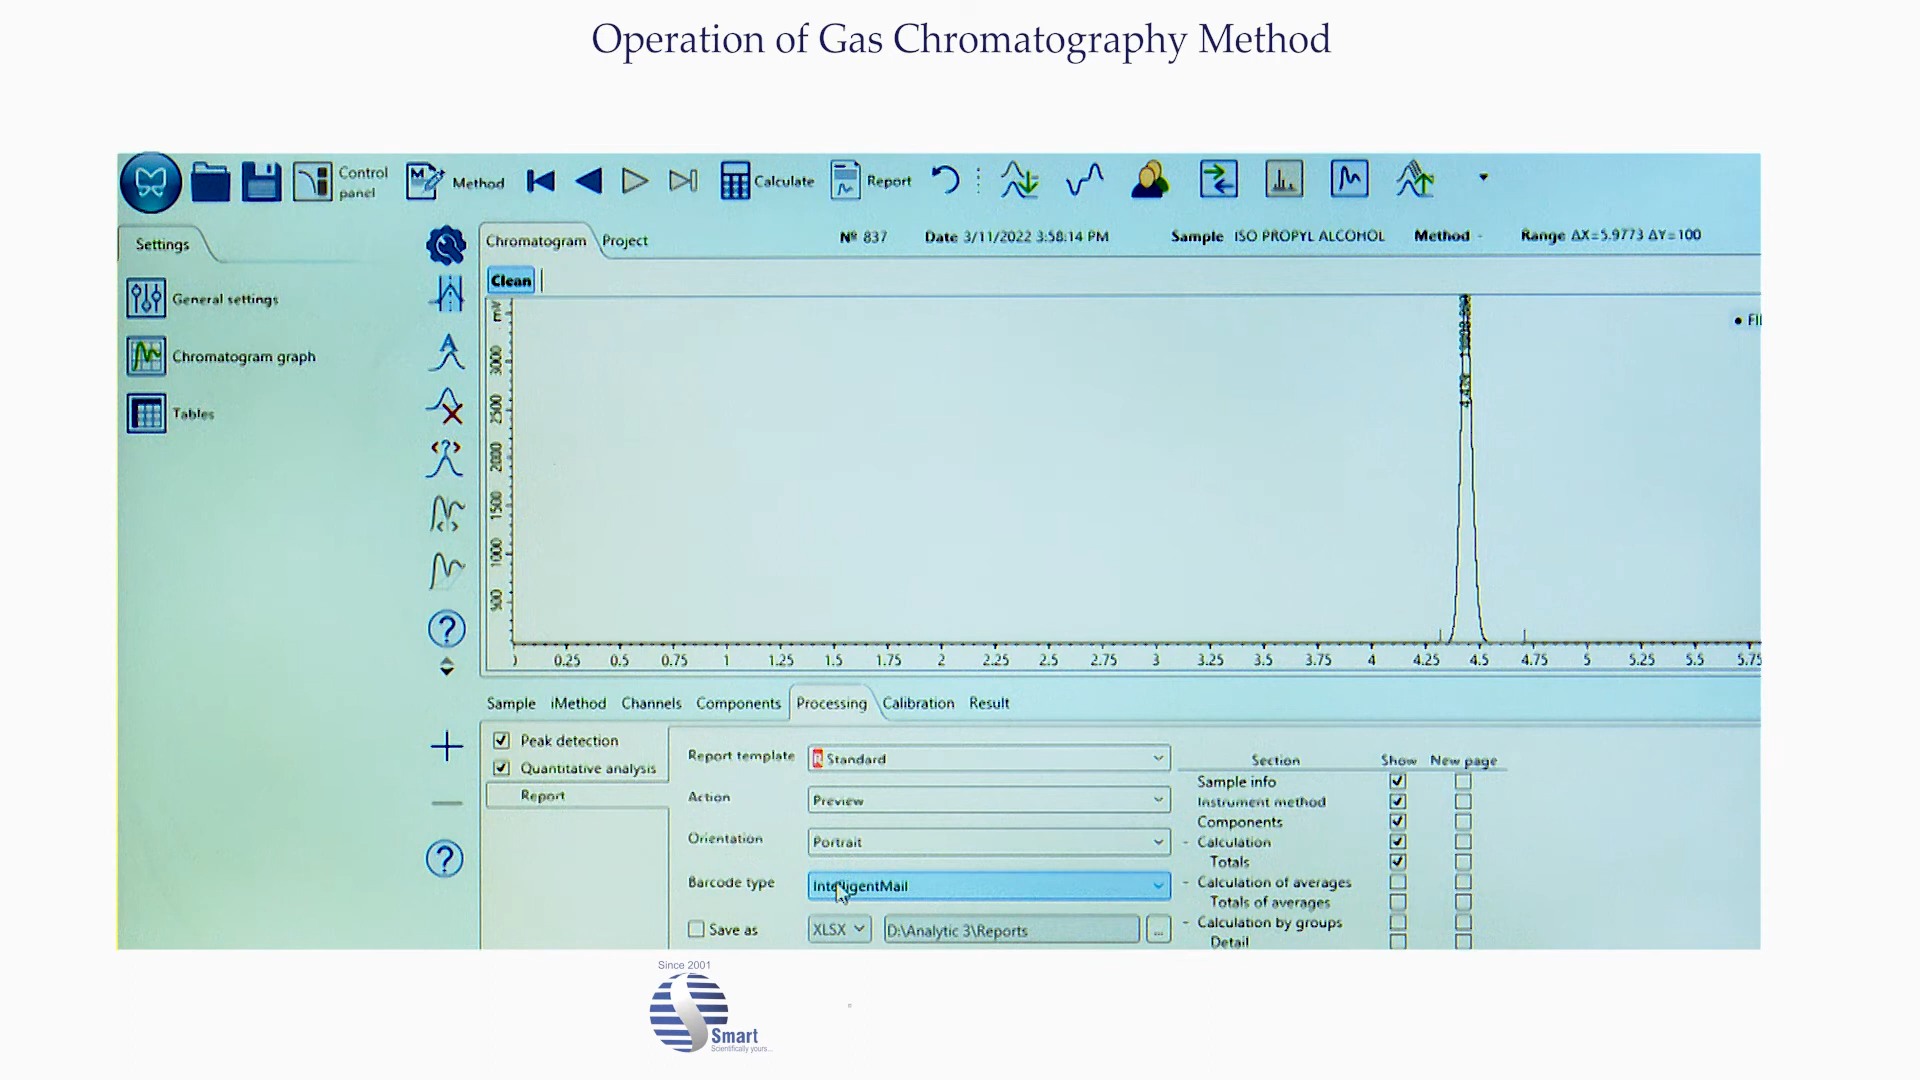 Operation of Gas Chromatography Method
Control panel
Method
Calculate
Report
Settings
General settings
Chromatogram graph
Tables
Chromatogram
Project
№ 837
Date 3/11/2022 3:58:14 PM
Sample ISO PROPYL ALCOHOL
Method -
Range ΔX=5.9773 ΔY=100
Clean
mV
3000
2500
2000
1500
1000
500
0.25 0.5 0.75 1 1.25 1.5 1.75 2 2.25 2.5 2.75 3 3.25 3.5 3.75 4 4.25 4.5 4.75 5 5.25 5.5 5.75
Sample iMethod Channels Components Processing Calibration Result
Peak detection
Quantitative analysis
Report
Report template Standard
Action Preview
Orientation Portrait
Barcode type IntelligentMail
Save as XLSX D:\Analytic 3\Reports ...
Section Show New page
Sample info
Instrument method
Components
- Calculation
Totals
- Calculation of averages
Totals of averages
- Calculation by groups
Detail
Since 2001
Smart
Scientifically yours...